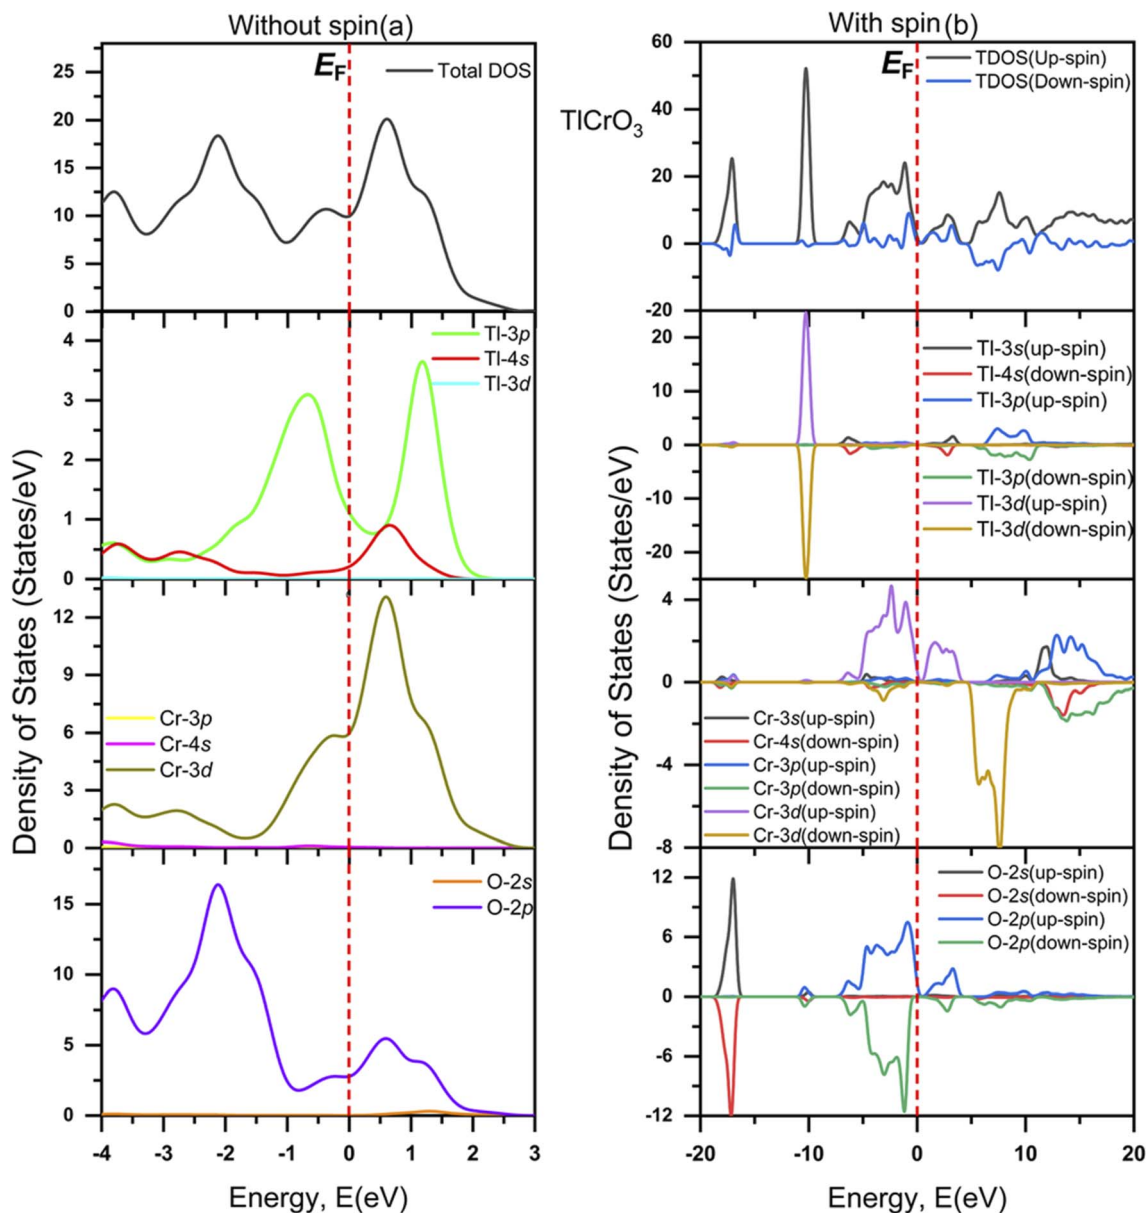 Without spin(a)
E_F
Total DOS
25
20
15
10
5
0
Tl-3p
Tl-4s
Tl-3d
4
3
2
1
0
Cr-3p
Cr-4s
Cr-3d
12
9
6
3
0
O-2s
O-2p
15
10
5
0
-4
-3
-2
-1
0
1
2
3
Energy, E(eV)
Density of States (States/eV)
With spin(b)
TlCrO3
E_F
TDOS(Up-spin)
TDOS(Down-spin)
60
40
20
0
-20
Tl-3s(up-spin)
Tl-4s(down-spin)
Tl-3p(up-spin)
Tl-3p(down-spin)
Tl-3d(up-spin)
Tl-3d(down-spin)
20
10
0
-10
-20
Cr-3s(up-spin)
Cr-4s(down-spin)
Cr-3p(up-spin)
Cr-3p(down-spin)
Cr-3d(up-spin)
Cr-3d(down-spin)
4
0
-4
-8
O-2s(up-spin)
O-2s(down-spin)
O-2p(up-spin)
O-2p(down-spin)
12
6
0
-6
-12
-20
-10
0
10
20
Energy, E(eV)
Density of States (States/eV)